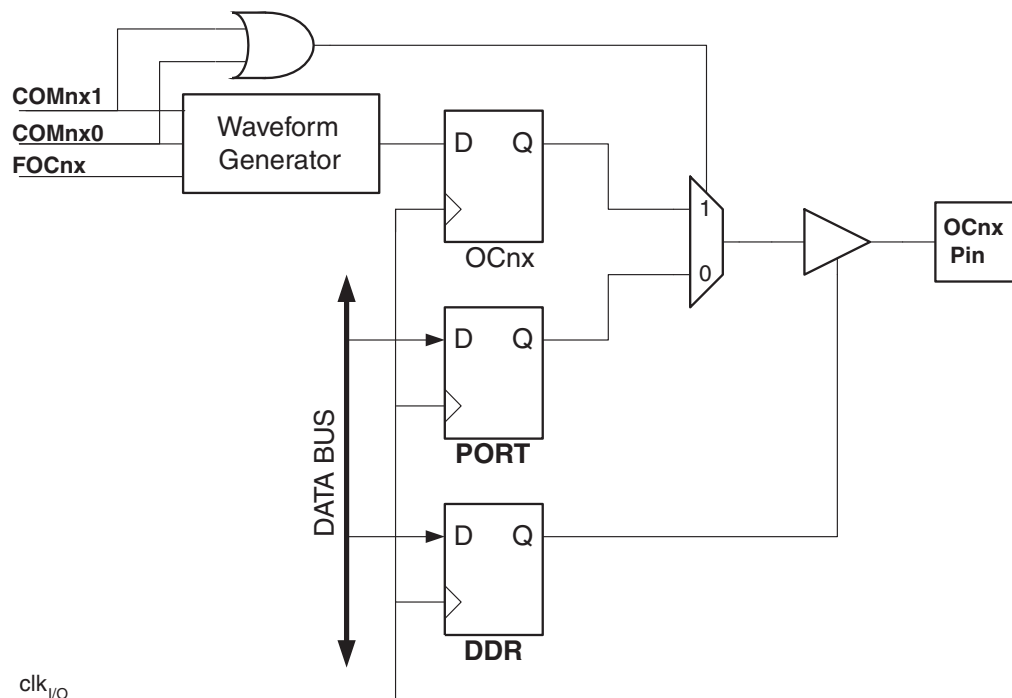 COMnx1
COMnx0
FOCnx
Waveform
Generator
D Q
OCnx
1
0
OCnx
Pin
D Q
PORT
DATA BUS
D Q
DDR
clkI/O